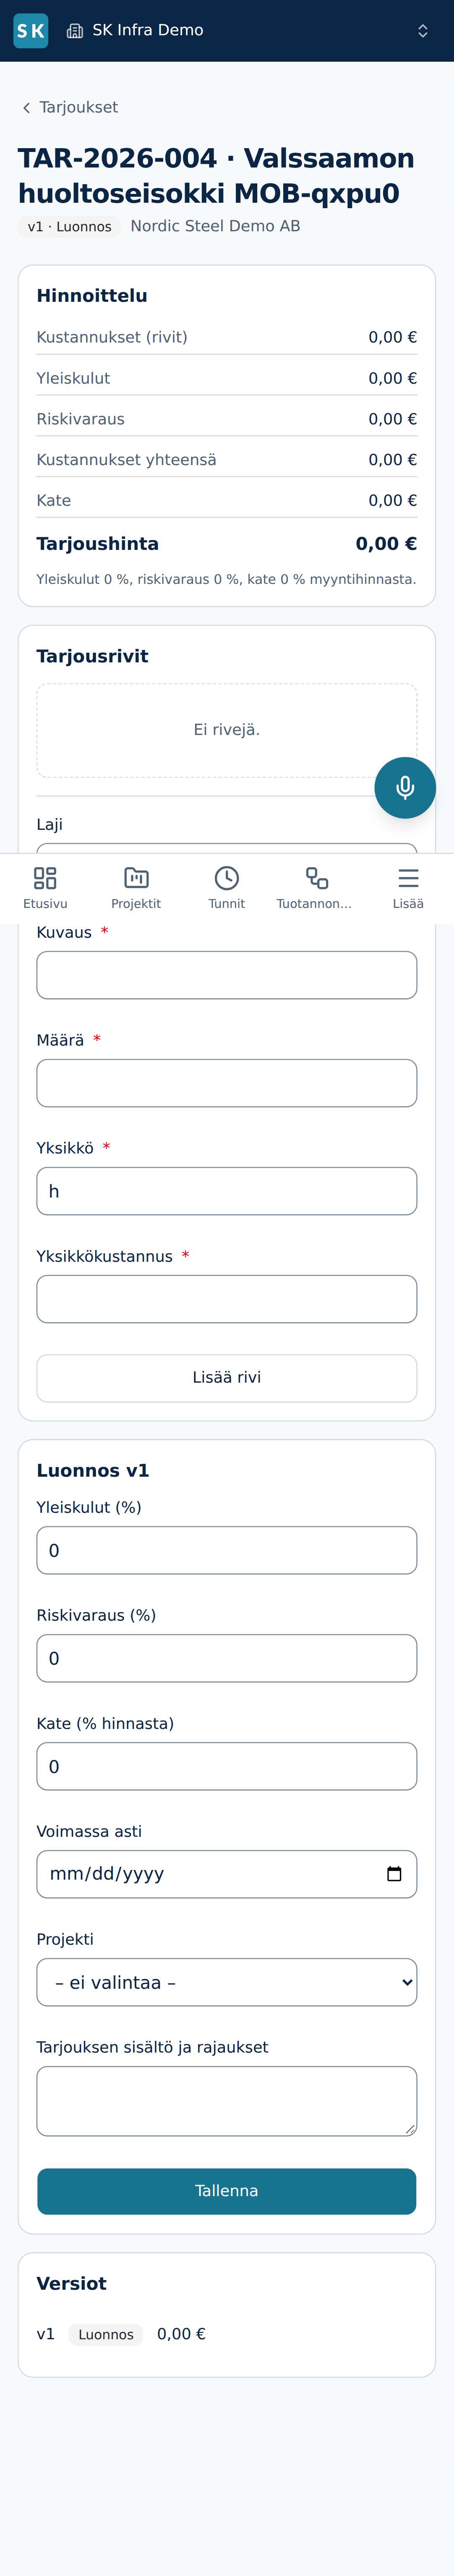 SK SK Infra Demo
Tarjoukset
TAR-2026-004 · Valssaamon
huoltoseisokki MOB-qxpu0
v1 · Luonnos Nordic Steel Demo AB
Hinnoittelu
Kustannukset (rivit) 0,00 €
Yleiskulut 0,00 €
Riskivaraus 0,00 €
Kustannukset yhteensä 0,00 €
Kate 0,00 €
Tarjoushinta 0,00 €
Yleiskulut 0 %, riskivaraus 0 %, kate 0 % myyntihinnasta.
Tarjousrivit
Ei rivejä.
Laji
Etusivu Projektit Tunnit Tuotannon... Lisää
Kuvaus *
Määrä *
Yksikkö *
h
Yksikkökustannus *
Lisää rivi
Luonnos v1
Yleiskulut (%)
0
Riskivaraus (%)
0
Kate (% hinnasta)
0
Voimassa asti
mm/dd/yyyy
Projekti
– ei valintaa –
Tarjouksen sisältö ja rajaukset
Tallenna
Versiot
v1 Luonnos 0,00 €